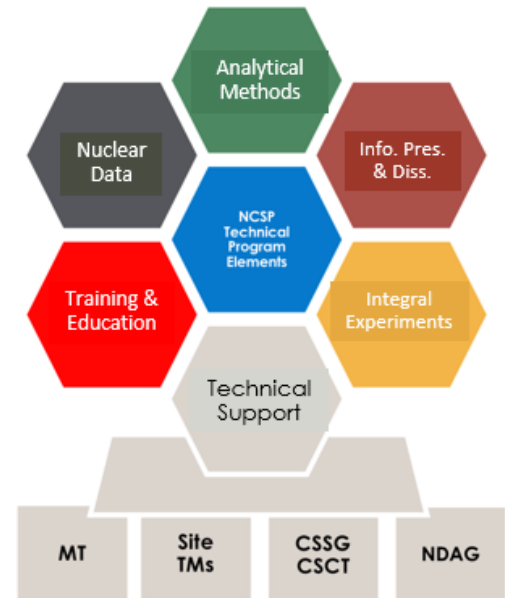 Analytical
Methods
Nuclear
Data
Info. Pres.
& Diss.
NCSP
Technical
Program
Elements
Training &
Education
Integral
Experiments
Technical
Support
MT
Site
TMs
CSSG
CSCT
NDAG